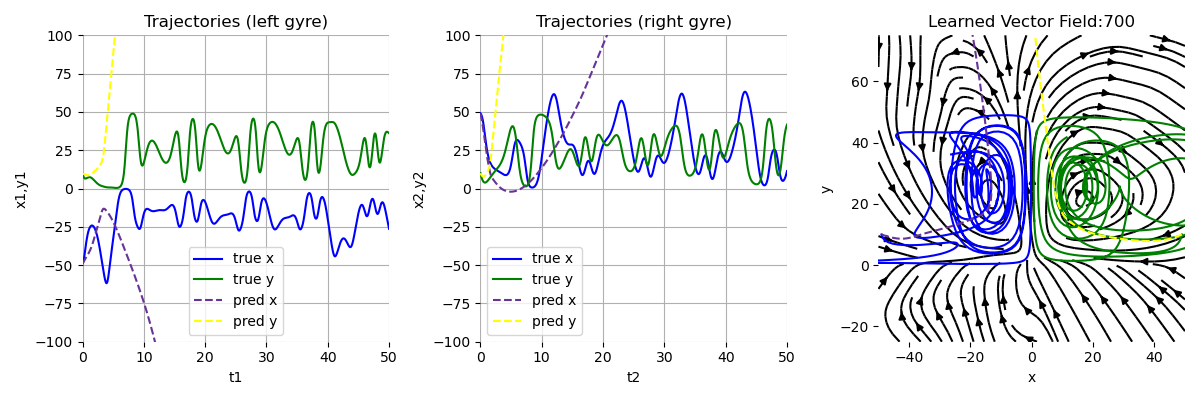 Trajectories (left gyre)
100
75
50
25
0
−25
−50
−75
−100
x1,y1
0 10 20 30 40 50
t1
true x
true y
pred x
pred y
Trajectories (right gyre)
100
75
50
25
0
−25
−50
−75
−100
x2,y2
0 10 20 30 40 50
t2
true x
true y
pred x
pred y
Learned Vector Field:700
60
40
20
0
−20
y
−40 −20 0 20 40
x